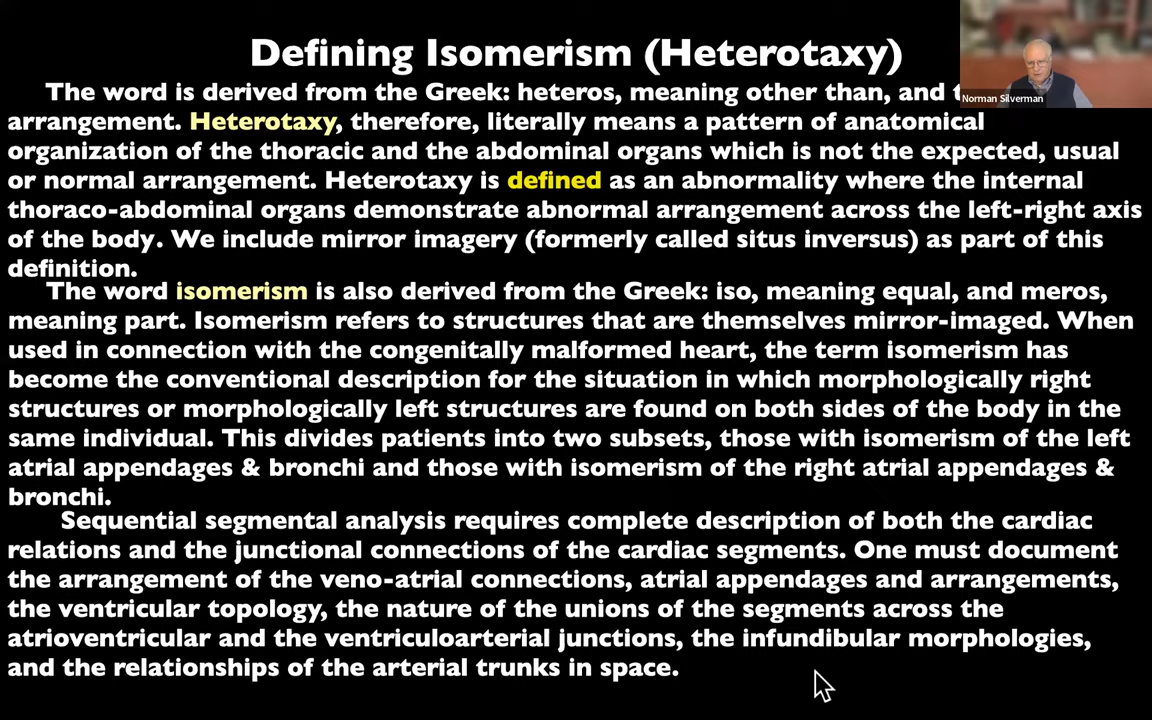 Defining Isomerism (Heterotaxy)
The word is derived from the Greek: heteros, meaning other than, and
Norman Silverman
arrangement. Heterotaxy, therefore, literally means a pattern of anatomical
organization of the thoracic and the abdominal organs which is not the expected, usual
or normal arrangement. Heterotaxy is defined as an abnormality where the internal
thoraco-abdominal organs demonstrate abnormal arrangement across the left-right axis
of the body. We include mirror imagery (formerly called situs inversus) as part of this
definition.
The word isomerism is also derived from the Greek: iso, meaning equal, and meros,
meaning part. Isomerism refers to structures that are themselves mirror-imaged. When
used in connection with the congenitally malformed heart, the term isomerism has
become the conventional description for the situation in which morphologically right
structures or morphologically left structures are found on both sides of the body in the
same individual. This divides patients into two subsets, those with isomerism of the left
atrial appendages & bronchi and those with isomerism of the right atrial appendages &
bronchi.
Sequential segmental analysis requires complete description of both the cardiac
relations and the junctional connections of the cardiac segments. One must document
the arrangement of the veno-atrial connections, atrial appendages and arrangements,
the ventricular topology, the nature of the unions of the segments across the
atrioventricular and the ventriculoarterial junctions, the infundibular morphologies,
and the relationships of the arterial trunks in space.